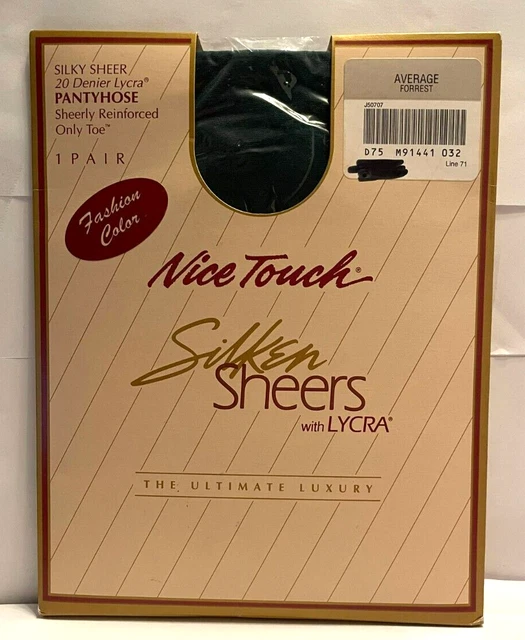 SILKY SHEER
20 Denier Lycra®
PANTYHOSE
Sheerly Reinforced
Only Toe™
1 PAIR
Fashion
Color
AVERAGE
FORREST
J50707
D75 M91441 032
Line 71
Nice Touch®
Silken
Sheers
with LYCRA®
THE ULTIMATE LUXURY